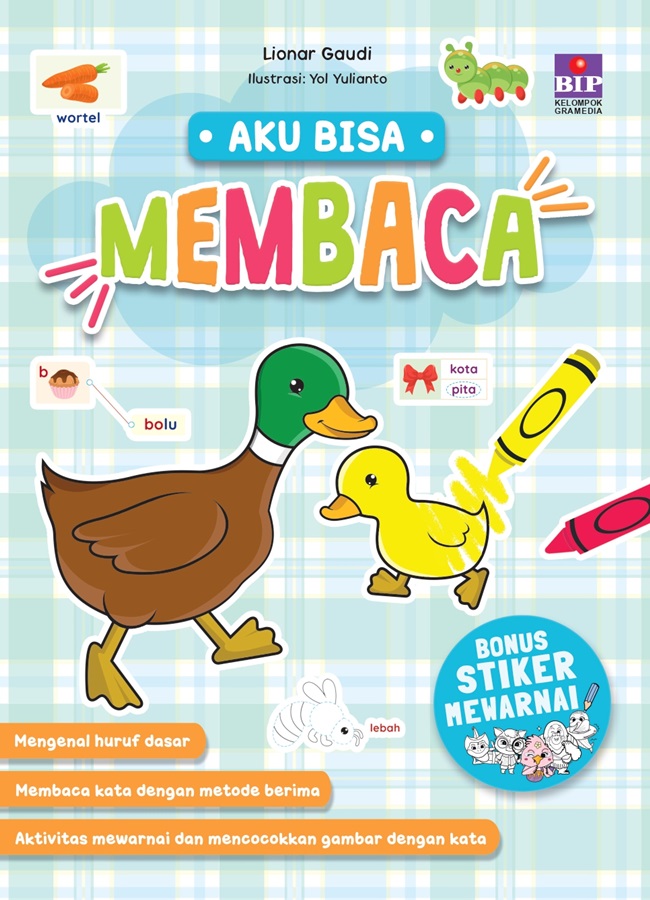 Lionar Gaudi
Ilustrasi: Yol Yulianto
wortel
BIP
KELOMPOK
GRAMEDIA
• AKU BISA •
MEMBACA
b
bolu
kota
pita
BONUS
STIKER
MEWARNAI
lebah
Mengenal huruf dasar
Membaca kata dengan metode berima
Aktivitas mewarnai dan mencocokkan gambar dengan kata